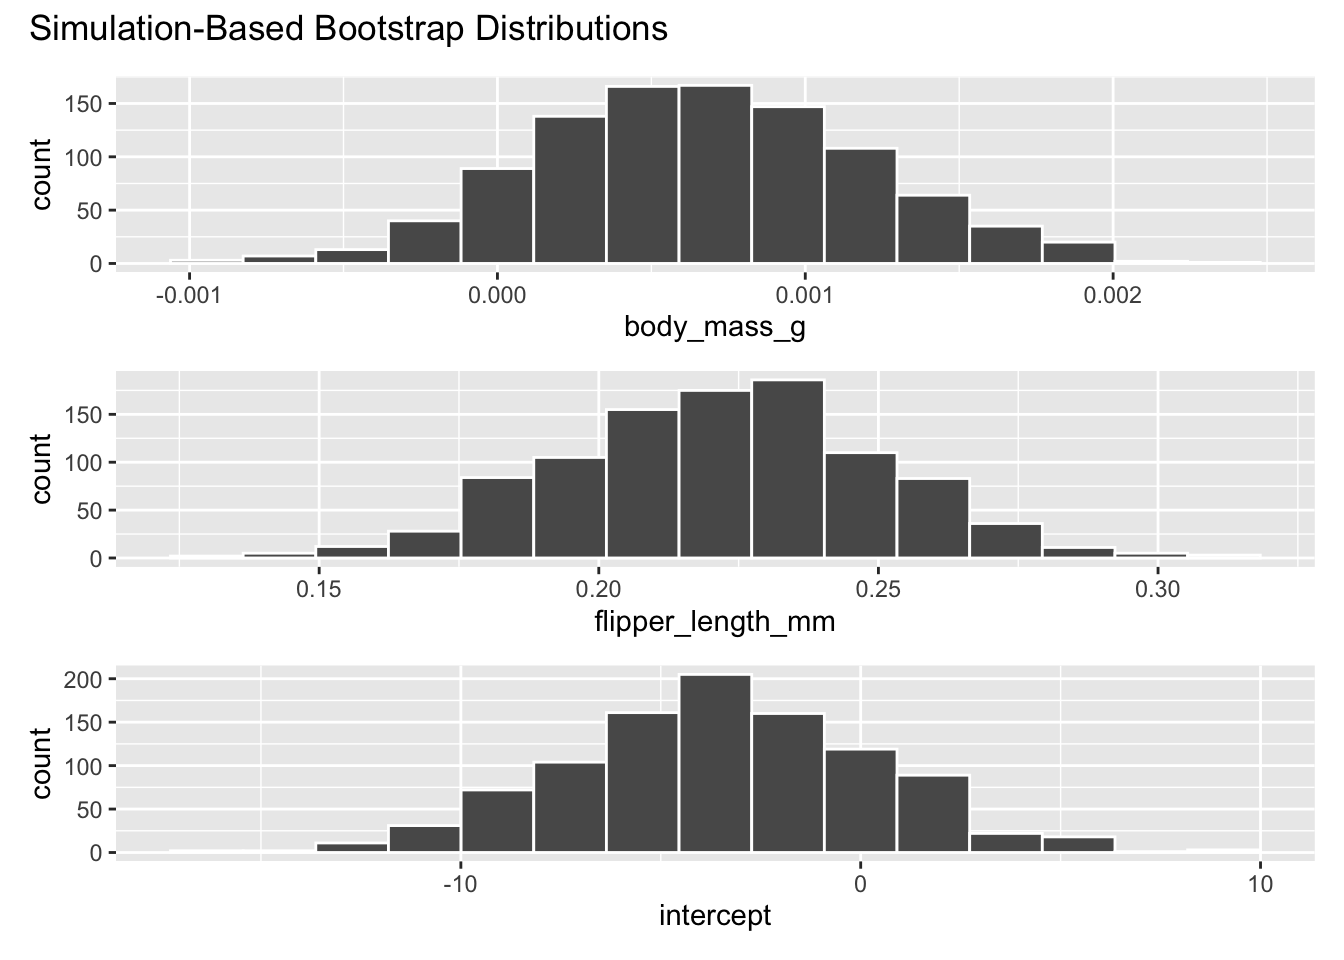 Simulation-Based Bootstrap Distributions
150
100
50
0
count
-0.001 0.000 0.001 0.002
body_mass_g
150
100
50
0
count
0.15 0.20 0.25 0.30
flipper_length_mm
200
150
100
50
0
count
-10 0 10
intercept